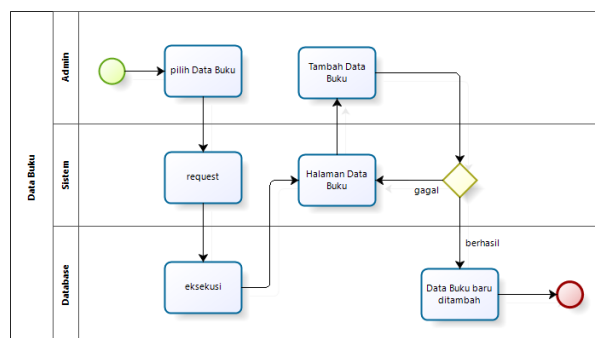 Data Buku
Admin
pilih Data Buku
Tambah Data
Buku
Sistem
request
Halaman Data
Buku
gagal
berhasil
Database
eksekusi
Data Buku baru
ditambah